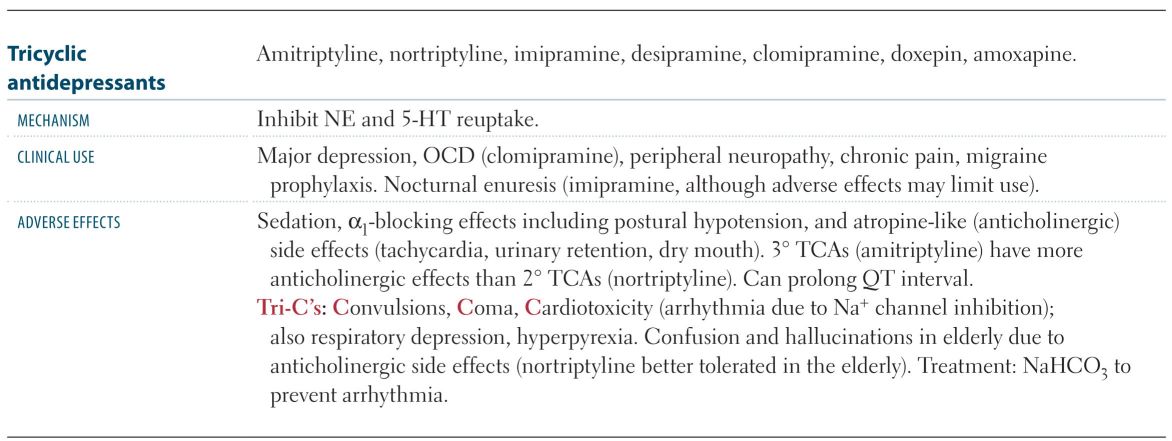 Tricyclic
antidepressants
Amitriptyline, nortriptyline, imipramine, desipramine, clomipramine, doxepin, amoxapine.
MECHANISM
Inhibit NE and 5-HT reuptake.
CLINICAL USE
Major depression, OCD (clomipramine), peripheral neuropathy, chronic pain, migraine
prophylaxis. Nocturnal enuresis (imipramine, although adverse effects may limit use).
ADVERSE EFFECTS
Sedation, α₁-blocking effects including postural hypotension, and atropine-like (anticholinergic)
side effects (tachycardia, urinary retention, dry mouth). 3° TCAs (amitriptyline) have more
anticholinergic effects than 2° TCAs (nortriptyline). Can prolong QT interval.
Tri-C’s: Convulsions, Coma, Cardiotoxicity (arrhythmia due to Na⁺ channel inhibition);
also respiratory depression, hyperpyrexia. Confusion and hallucinations in elderly due to
anticholinergic side effects (nortriptyline better tolerated in the elderly). Treatment: NaHCO₃ to
prevent arrhythmia.